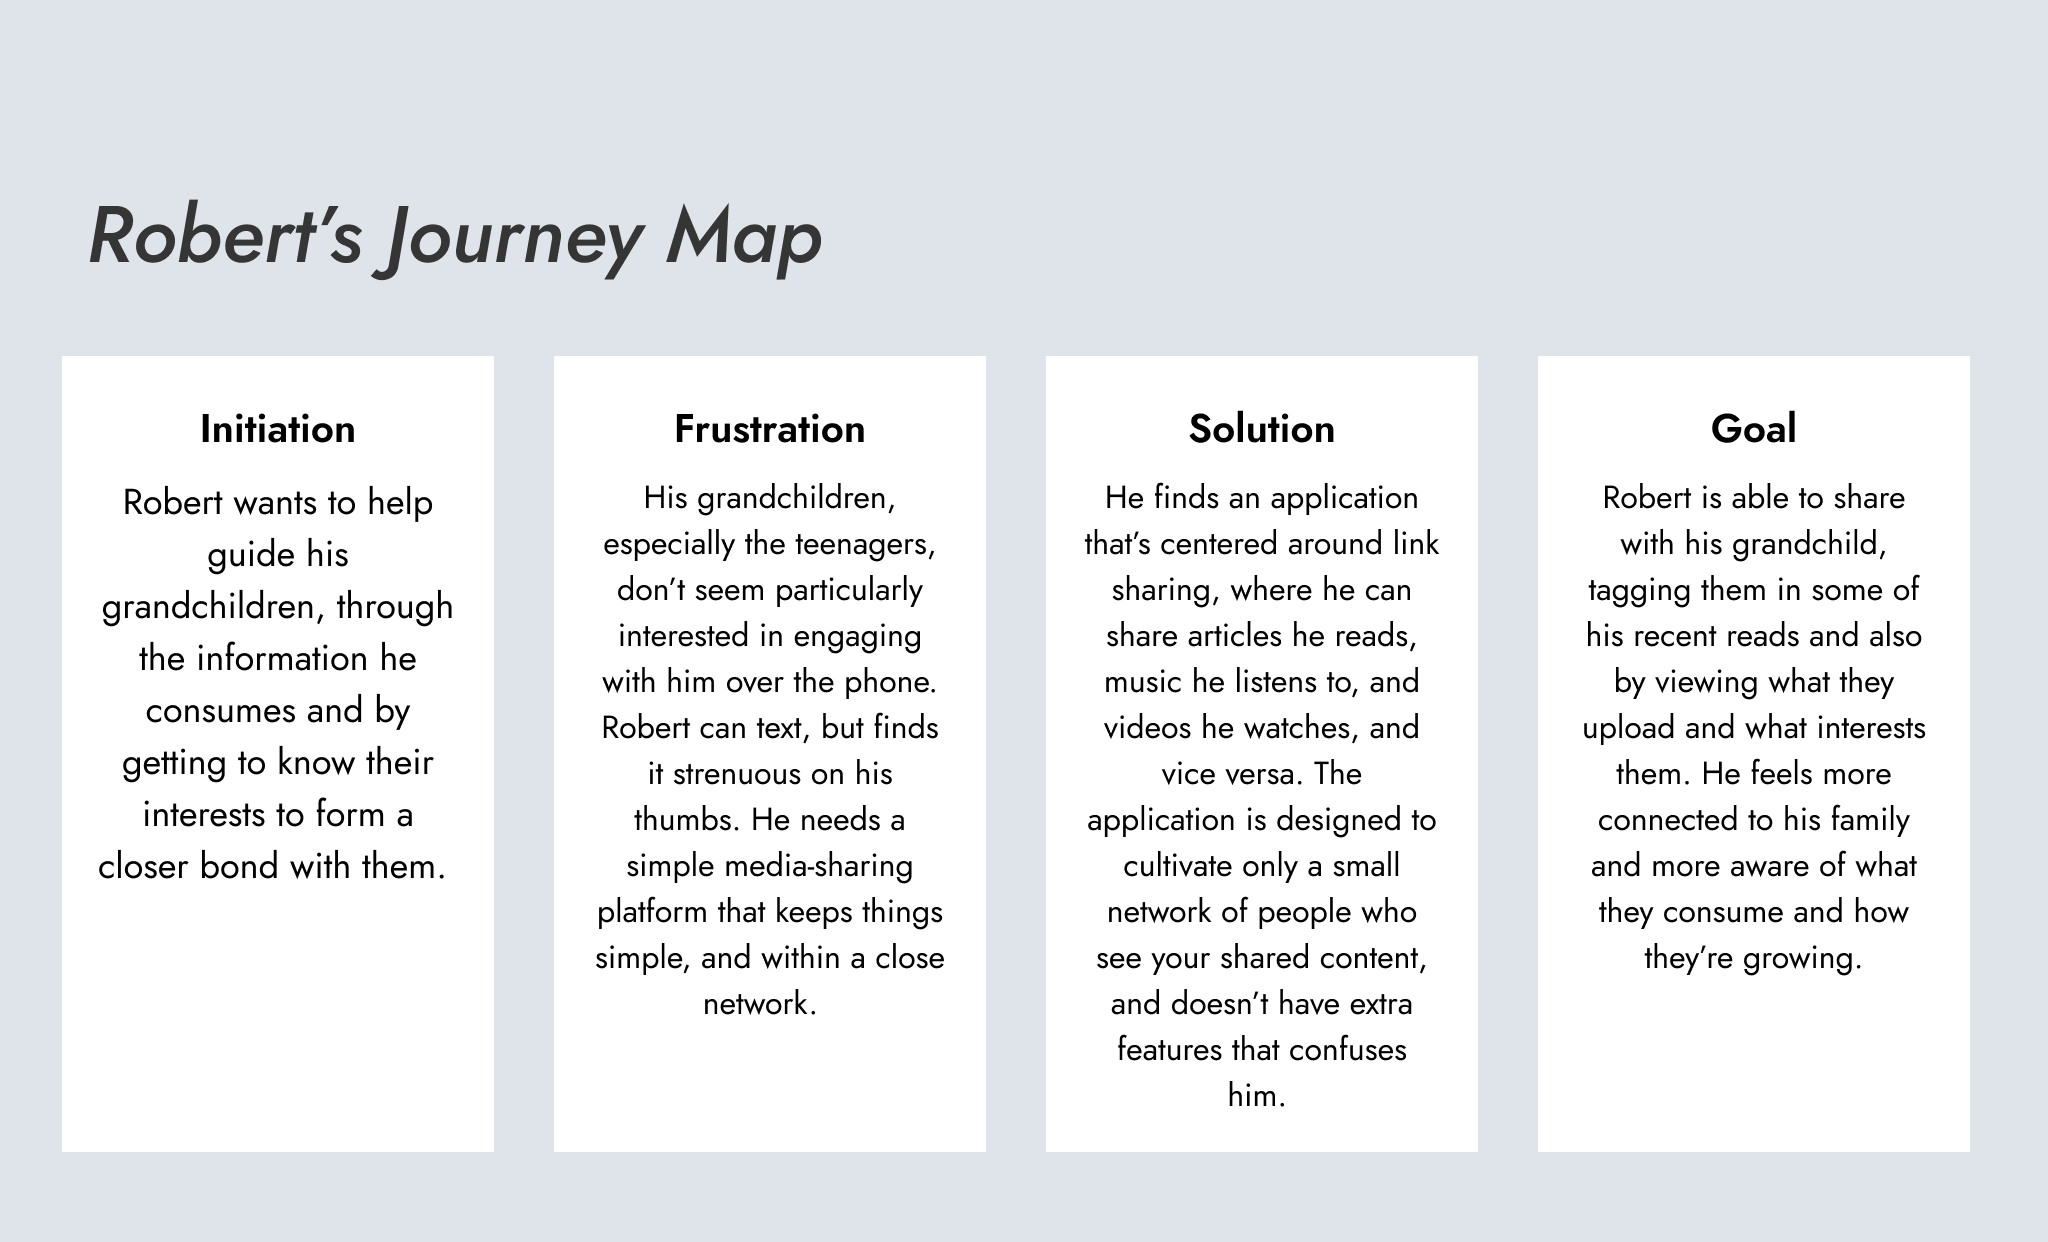 Robert’s Journey Map
Initiation
Robert wants to help
guide his
grandchildren, through
the information he
consumes and by
getting to know their
interests to form a
closer bond with them.
Frustration
His grandchildren,
especially the teenagers,
don’t seem particularly
interested in engaging
with him over the phone.
Robert can text, but finds
it strenuous on his
thumbs. He needs a
simple media-sharing
platform that keeps things
simple, and within a close
network.
Solution
He finds an application
that’s centered around link
sharing, where he can
share articles he reads,
music he listens to, and
videos he watches, and
vice versa. The
application is designed to
cultivate only a small
network of people who
see your shared content,
and doesn’t have extra
features that confuses
him.
Goal
Robert is able to share
with his grandchild,
tagging them in some of
his recent reads and also
by viewing what they
upload and what interests
them. He feels more
connected to his family
and more aware of what
they consume and how
they’re growing.